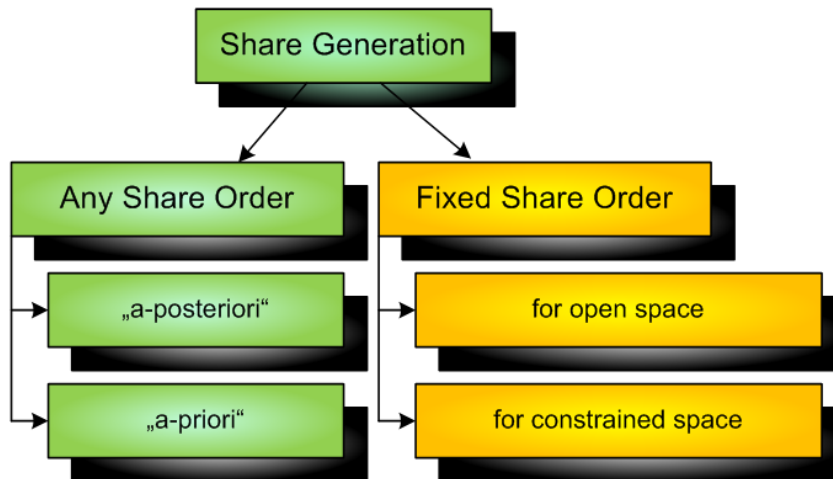 Share Generation
Any Share Order
Fixed Share Order
„a-posteriori“
for open space
„a-priori“
for constrained space